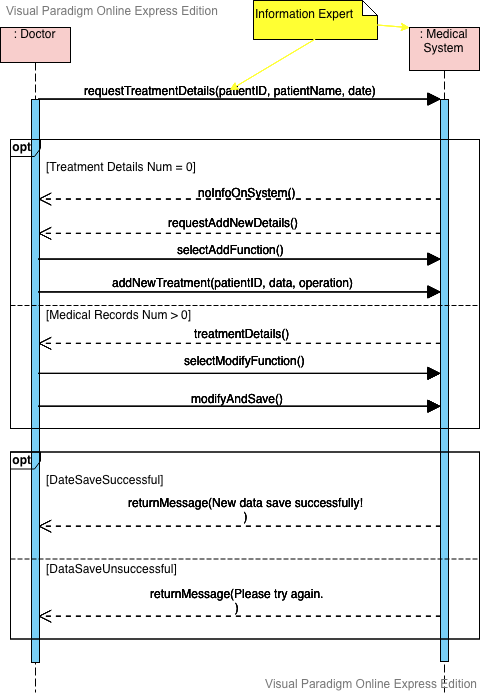 Visual Paradigm Online Express Edition
Information Expert
: Doctor
: Medical
System
requestTreatmentDetails(patientID, patientName, date)
opt
[Treatment Details Num = 0]
noInfoOnSystem()
requestAddNewDetails()
selectAddFunction()
addNewTreatment(patientID, data, operation)
[Medical Records Num > 0]
treatmentDetails()
selectModifyFunction()
modifyAndSave()
opt
[DateSaveSuccessful]
returnMessage(New data save successfully!
)
[DataSaveUnsuccessful]
returnMessage(Please try again.
)
Visual Paradigm Online Express Edition